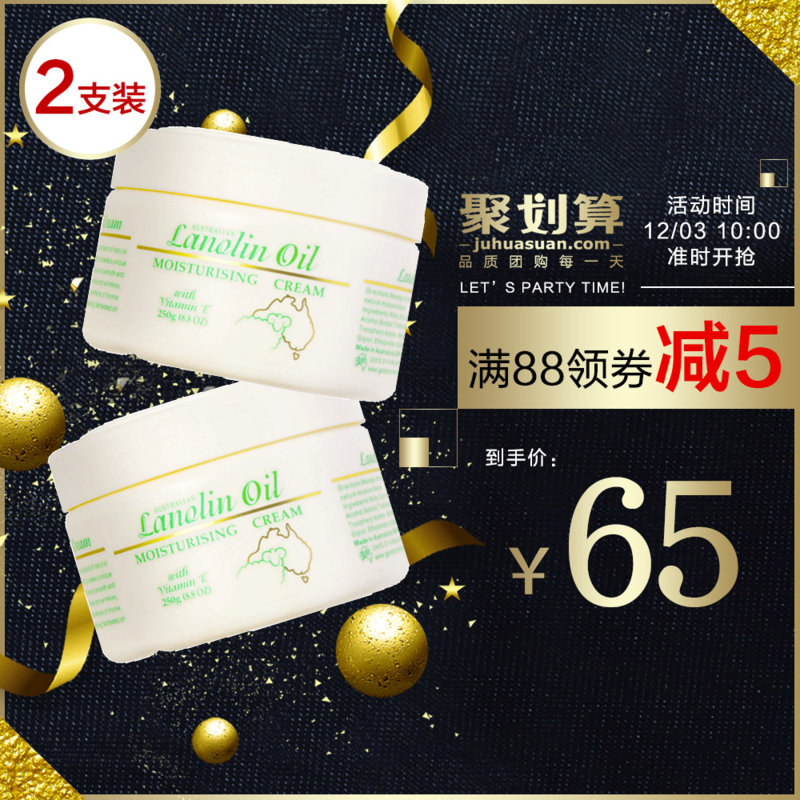 2支装
AUSTRALIAN
Lanolin Oil
MOISTURISING CREAM
with
Vitamin E
250g (8.8 OZ)
AUSTRALIAN
Lanolin Oil
MOISTURISING CREAM
with
Vitamin E
250g (8.8 OZ)
聚划算
juhuasuan.com
品质团购每一天
活动时间
12/03 10:00
准时开抢
LET'S PARTY TIME!
满88领券减5
到手价:
¥65